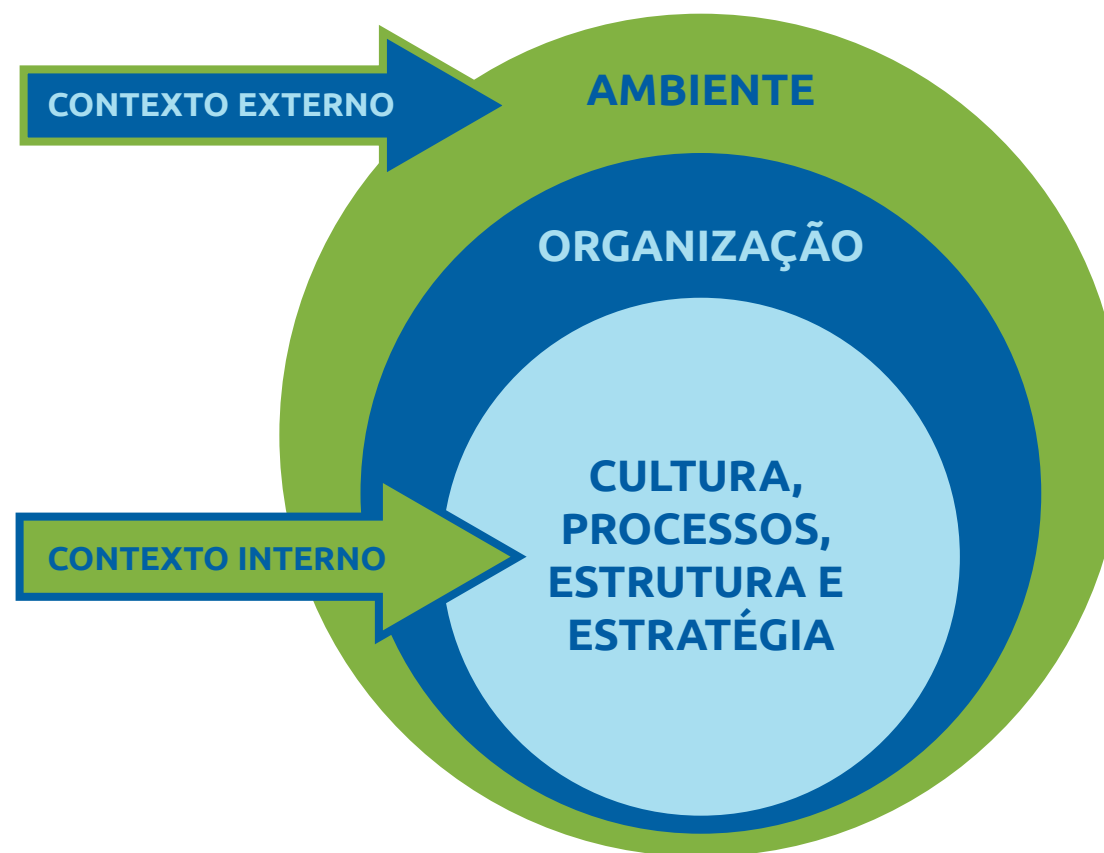 CONTEXTO EXTERNO
AMBIENTE
ORGANIZAÇÃO
CULTURA,
PROCESSOS,
ESTRUTURA E
ESTRATÉGIA
CONTEXTO INTERNO